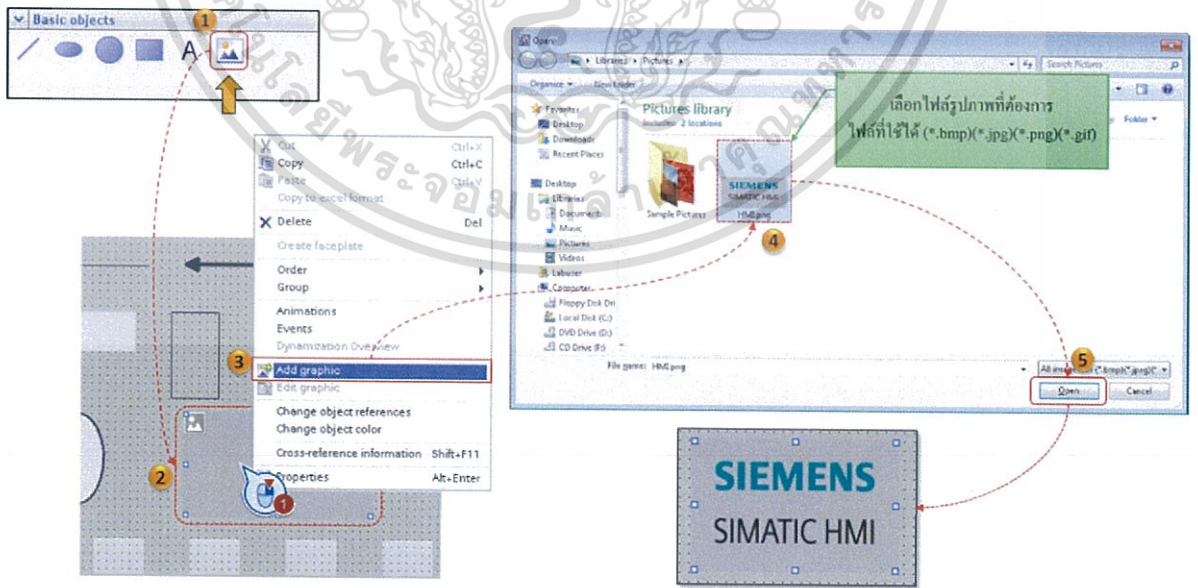 Basic objects
1
A
Cut Ctrl+X
Copy Ctrl+C
Paste Ctrl+V
Copy to excel format
Delete Del
Create faceplate
Order
Group
Animations
Events
Dynamization Overview
3
Add graphic
Edit graphic
Change object references
Change object color
Cross-reference information Shift+F11
Properties Alt+Enter
2
1
Open
Libraries Pictures
Search Pictures
Organize New folder
Favorites
Desktop
Downloads
Recent Places
Desktop
Libraries
Documents
Music
Pictures
Videos
Labuser
Computer
Floppy Disk Dri
Local Disk (C:)
DVD Drive (D:)
CD Drive (F:)
Pictures library
Includes: 2 locations
Folder
Sample Pictures
SIEMENS
SIMATIC HMI
HMI.png
4
เลือกไฟล์รูปภาพที่ต้องการ
ไฟล์ที่ใช้ได้ (*.bmp)(*.jpg)(*.png)(*.gif)
File name: HMI.png
5
Open
Cancel
SIEMENS
SIMATIC HMI